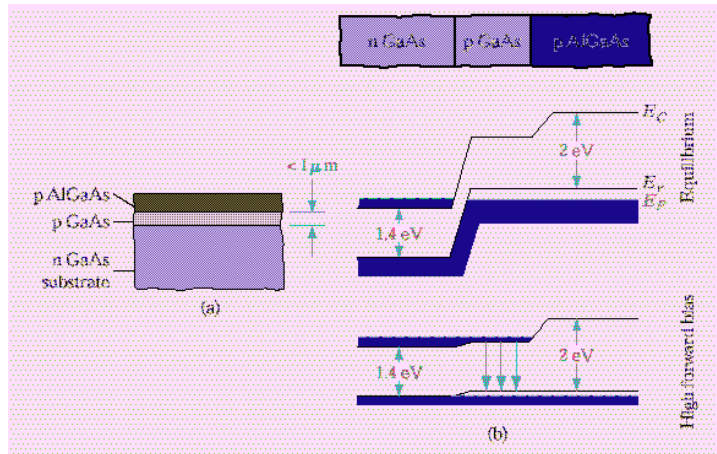 n GaAs
p GaAs
p AlGaAs
< 1 μm
p AlGaAs
p GaAs
n GaAs
substrate
(a)
E_C
2 eV
E_v
E_F
1.4 eV
Equilibrium
2 eV
1.4 eV
High forward bias
(b)